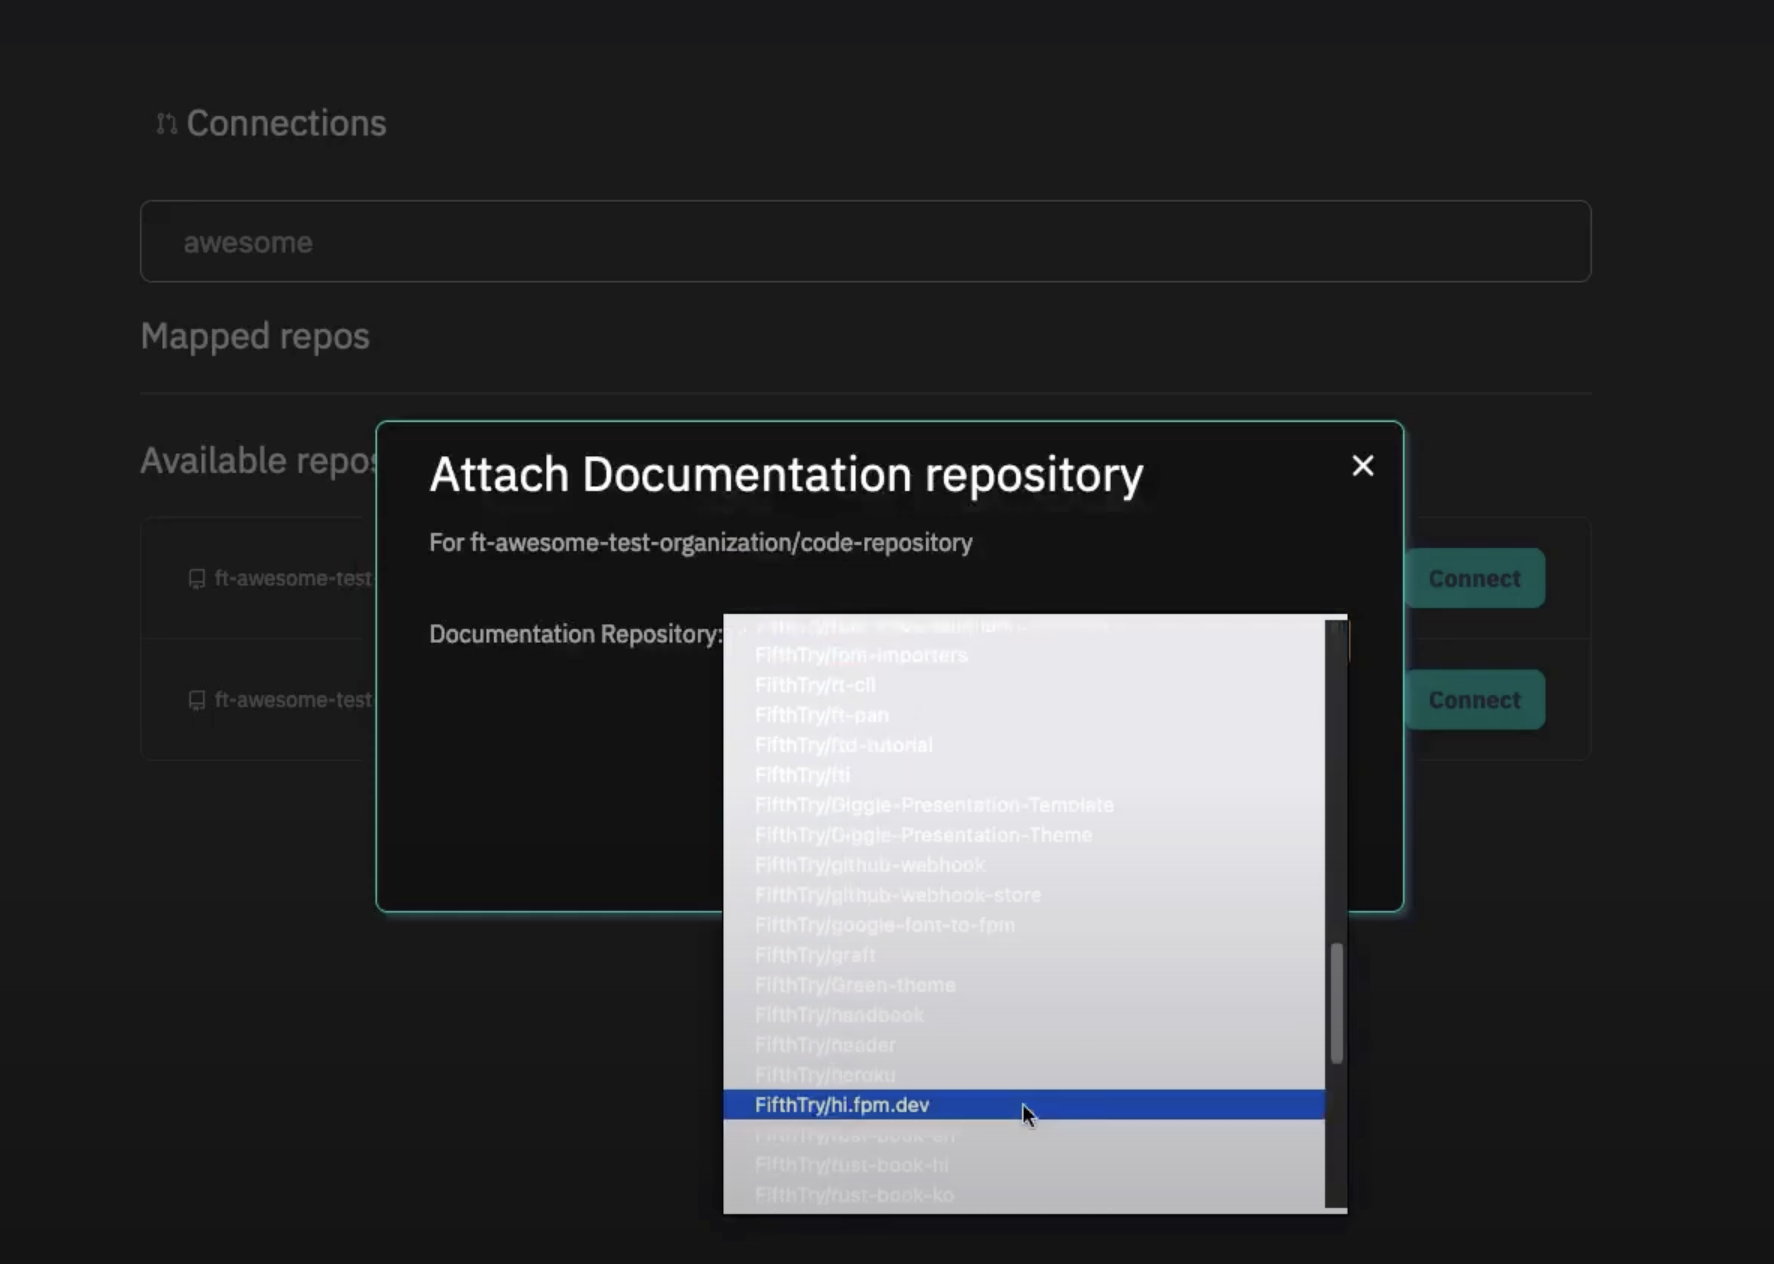 Connections
awesome
Mapped repos
Available repos
Attach Documentation repository
For ft-awesome-test-organization/code-repository
ft-awesome-test
Connect
Documentation Repository:
ft-awesome-test
Connect
FifthTry/fpm-importers
FifthTry/ft-cli
FifthTry/ft-pan
FifthTry/ftd-tutorial
FifthTry/Giggle-Presentation-Template
FifthTry/Giggle-Presentation-Theme
FifthTry/github-webhook
FifthTry/github-webhook-store
FifthTry/google-font-to-fpm
FifthTry/graft
FifthTry/Green-theme
FifthTry/handbook
FifthTry/header
FifthTry/heroku
FifthTry/hi.fpm.dev
FifthTry/rust-book-en
FifthTry/rust-book-hi
FifthTry/rust-book-ko